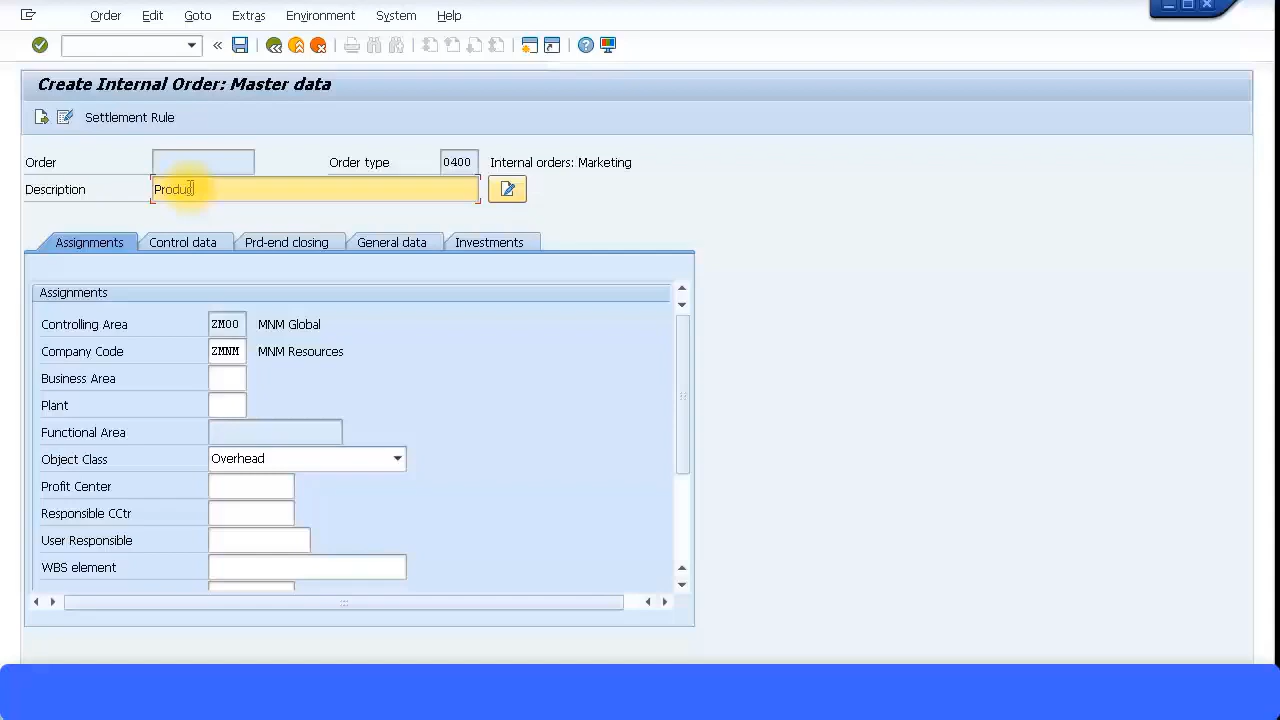 Order Edit Goto Extras Environment System Help
Create Internal Order: Master data
Settlement Rule
Order Order type 0400 Internal orders: Marketing
Description Produ
Assignments Control data Prd-end closing General data Investments
Assignments
Controlling Area ZM00 MNM Global
Company Code ZMNM MNM Resources
Business Area
Plant
Functional Area
Object Class Overhead
Profit Center
Responsible CCtr
User Responsible
WBS element